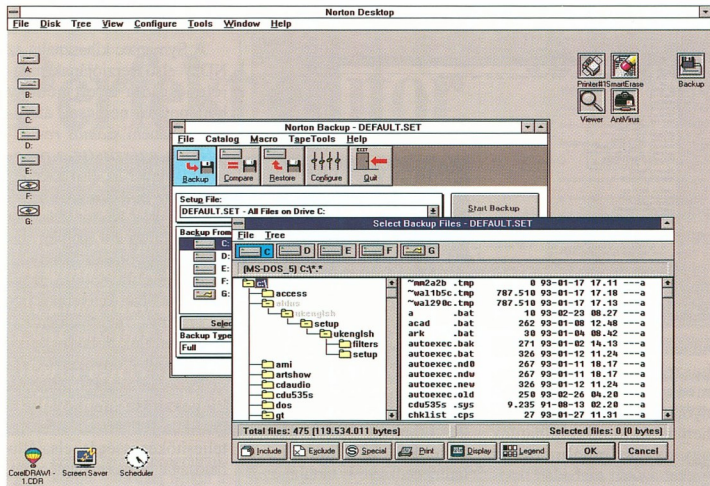 Norton Desktop
File Disk Tree View Configure Tools Window Help
A:
B:
C:
D:
E:
F:
G:
Printer#1 SmartErase Backup
Viewer AntiVirus
Norton Backup - DEFAULT.SET
File Catalog Macro TapeTools Help
Backup Compare Restore Configure EXIT Quit
Setup File:
DEFAULT.SET - All Files on Drive C:
Start Backup
Backup From
C:
D:
E:
F:
G:
Selec
Backup Type
Full
Select Backup Files - DEFAULT.SET
File Tree
C D E F G
[MS-DOS_5] C:\*.*
c:\
access
aldus
ukenglsh
setup
ukenglsh
filters
setup
ami
artshow
cdaudio
cdu535s
dos
gt
~mm2a2b .tmp 0 93-01-17 17.11 ---a
~wal1b5c.tmp 787.510 93-01-17 17.18 ---a
~wal290c.tmp 787.510 93-01-17 17.13 ---a
a .bat 10 93-02-23 08.27 ---a
acad .bat 262 93-01-08 12.48 ---a
ark .bat 30 93-01-04 08.42 ---a
autoexec.bak 271 93-01-02 14.13 ---a
autoexec.bat 326 93-01-12 11.24 ---a
autoexec.nd0 267 93-01-11 18.17 ---a
autoexec.ndw 267 93-01-11 18.17 ---a
autoexec.new 326 93-01-12 11.24 ---a
autoexec.old 250 93-02-26 04.20 ---a
cdu535s .sys 9.235 91-08-13 02.20 ---a
chklist .cps 27 93-01-27 11.31 ---a
Total files: 475 [119.534.011 bytes] Selected files: 0 [0 bytes]
Include Exclude Special Print Display Legend OK Cancel
CorelDRAW! - 1.CDR
Screen Saver
Scheduler